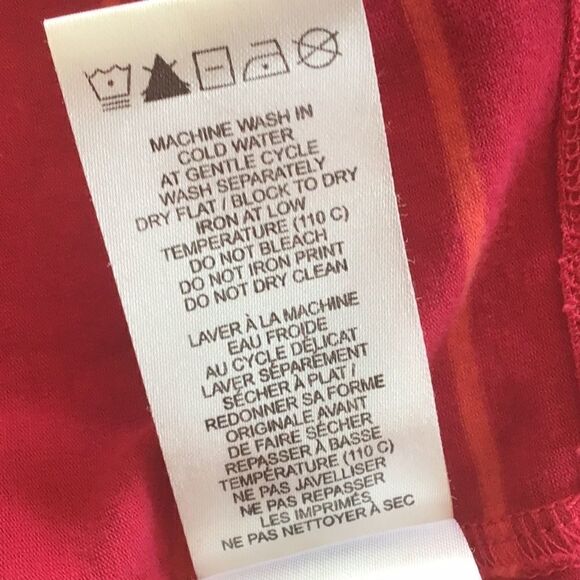 MACHINE WASH IN
COLD WATER
AT GENTLE CYCLE
WASH SEPARATELY
DRY FLAT / BLOCK TO DRY
IRON AT LOW
TEMPERATURE (110 C)
DO NOT BLEACH
DO NOT IRON PRINT
DO NOT DRY CLEAN
LAVER À LA MACHINE
EAU FROIDE
AU CYCLE DÉLICAT
LAVER SÉPARÉMENT
SÉCHER À PLAT /
REDONNER SA FORME
ORIGINALE AVANT
DE FAIRE SÉCHER
REPASSER À BASSE
TEMPÉRATURE (110 C)
NE PAS JAVELLISER
NE PAS REPASSER
LES IMPRIMÉS
NE PAS NETTOYER À SEC